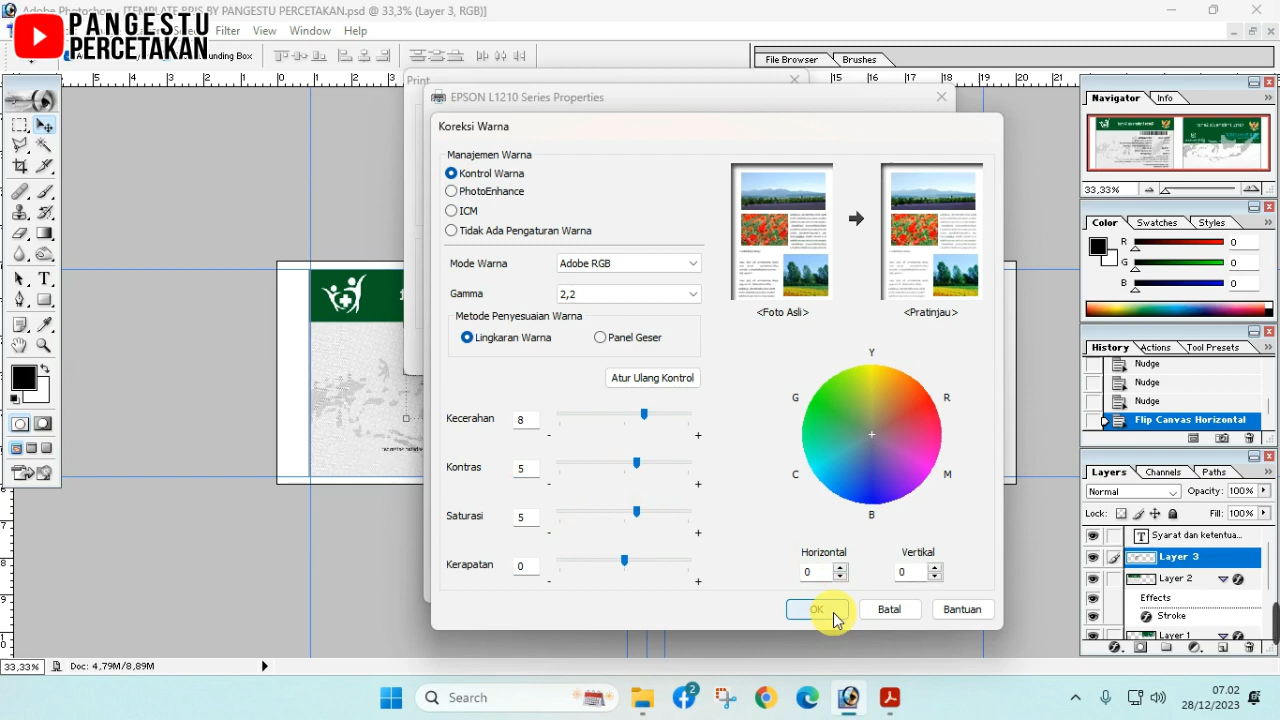 Adobe Photoshop - [TEMPLATE BPJS BY PANGESTU PERCETAKAN.psd @ 33,3% (Layer 3, RGB)]
PANGESTU
PERCETAKAN
Filter View Window Help
Bounding Box
File Browser Brushes
Print
EPSON L1210 Series Properties
Koreksi Warna
Manajemen Warna
Kontrol Warna
PhotoEnhance
ICM
Tidak Ada Pengaturan Warna
Mode Warna Adobe RGB
Gamma 2,2
Metode Penyesuaian Warna
Lingkaran Warna Panel Geser
Atur Ulang Kontrol
Kecerahan 8
- +
Kontras 5
- +
Saturasi 5
- +
Kerapatan 0
- +
<Foto Asli> <Pratinjau>
Y
G R
C M
B
Horizontal Vertikal
0 0
OK Batal Bantuan
Navigator Info
33,33%
Color Swatches Styles
R 0
G 0
B 0
History Actions Tool Presets
Nudge
Nudge
Nudge
Flip Canvas Horizontal
Layers Channels Paths
Normal Opacity: 100%
Lock: Fill: 100%
T Syarat dan ketentua...
Layer 3
Layer 2
Effects
Stroke
Layer 1
33,33% Doc: 4,79M/8,89M
Search
2
07.02
28/12/2023